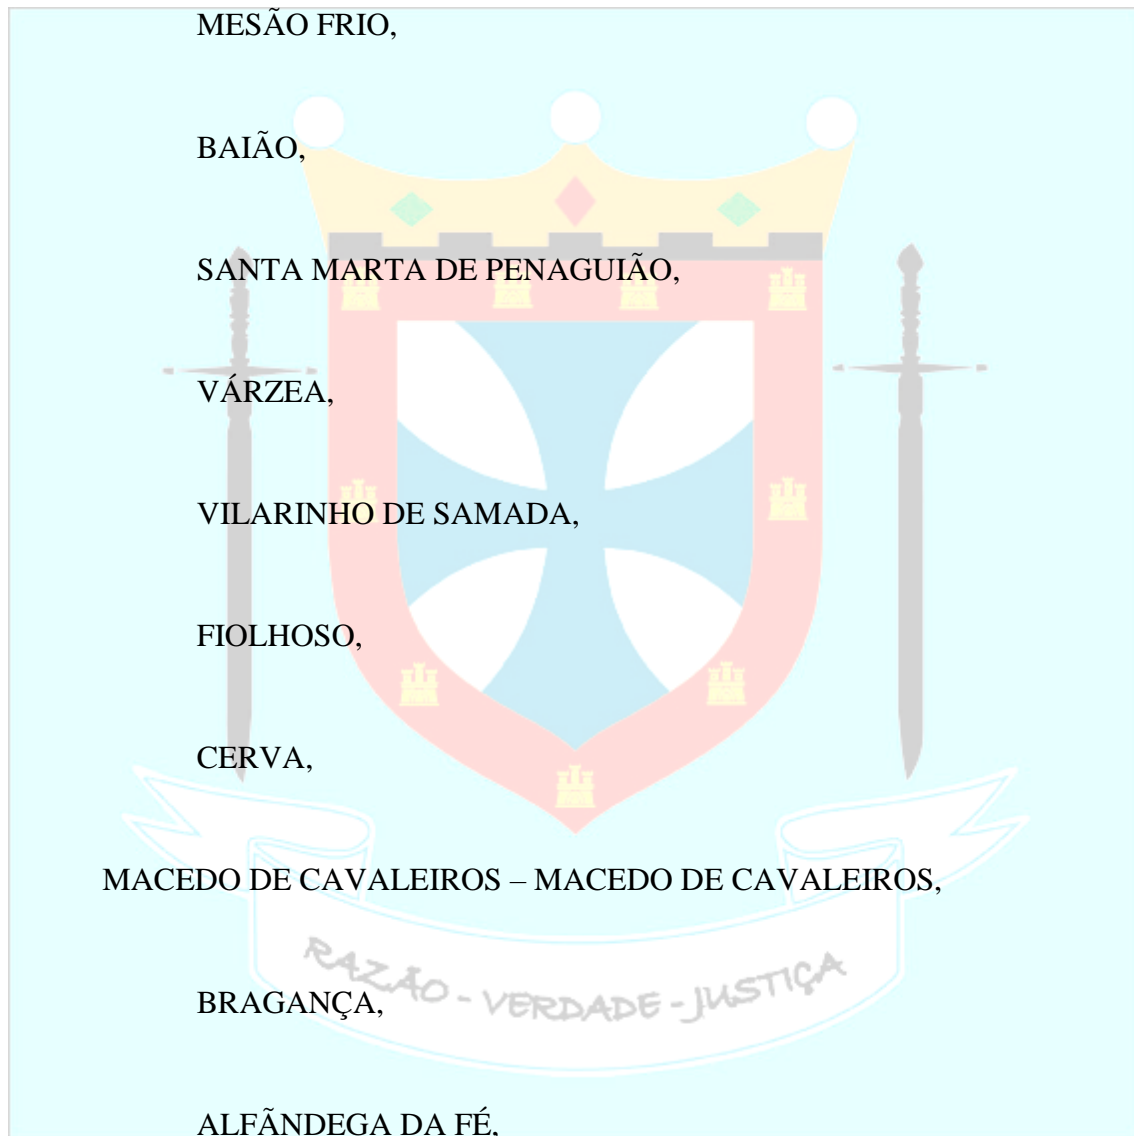 MESÃO FRIO,
BAIÃO,
SANTA MARTA DE PENAGUIÃO,
VÁRZEA,
VILARINHO DE SAMADA,
FIOLHOSO,
CERVA,
MACEDO DE CAVALEIROS – MACEDO DE CAVALEIROS,
RAZÃO - VERDADE - JUSTIÇA
BRAGANÇA,
ALFÃNDEGA DA FÉ,